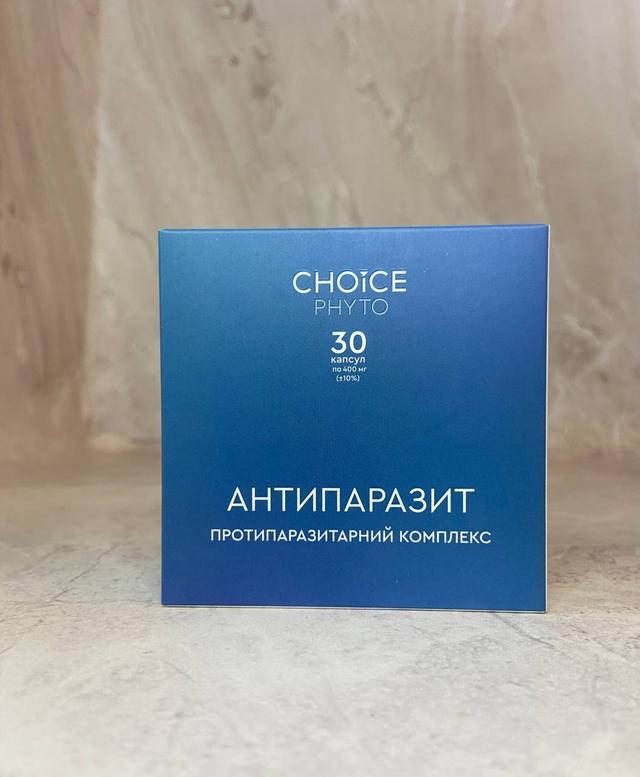 CHOICE
PHYTO
30
капсул
по 400 мг
(±10%)
АНТИПАРАЗИТ
ПРОТИПАРАЗИТАРНИЙ КОМПЛЕКС